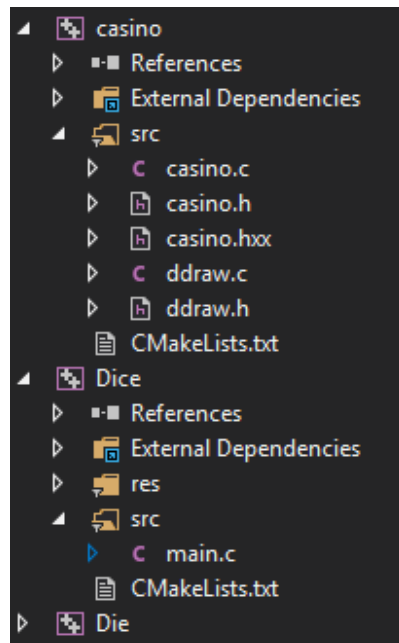 casino
References
External Dependencies
src
casino.c
casino.h
casino.hxx
ddraw.c
ddraw.h
CMakeLists.txt
Dice
References
External Dependencies
res
src
main.c
CMakeLists.txt
Die